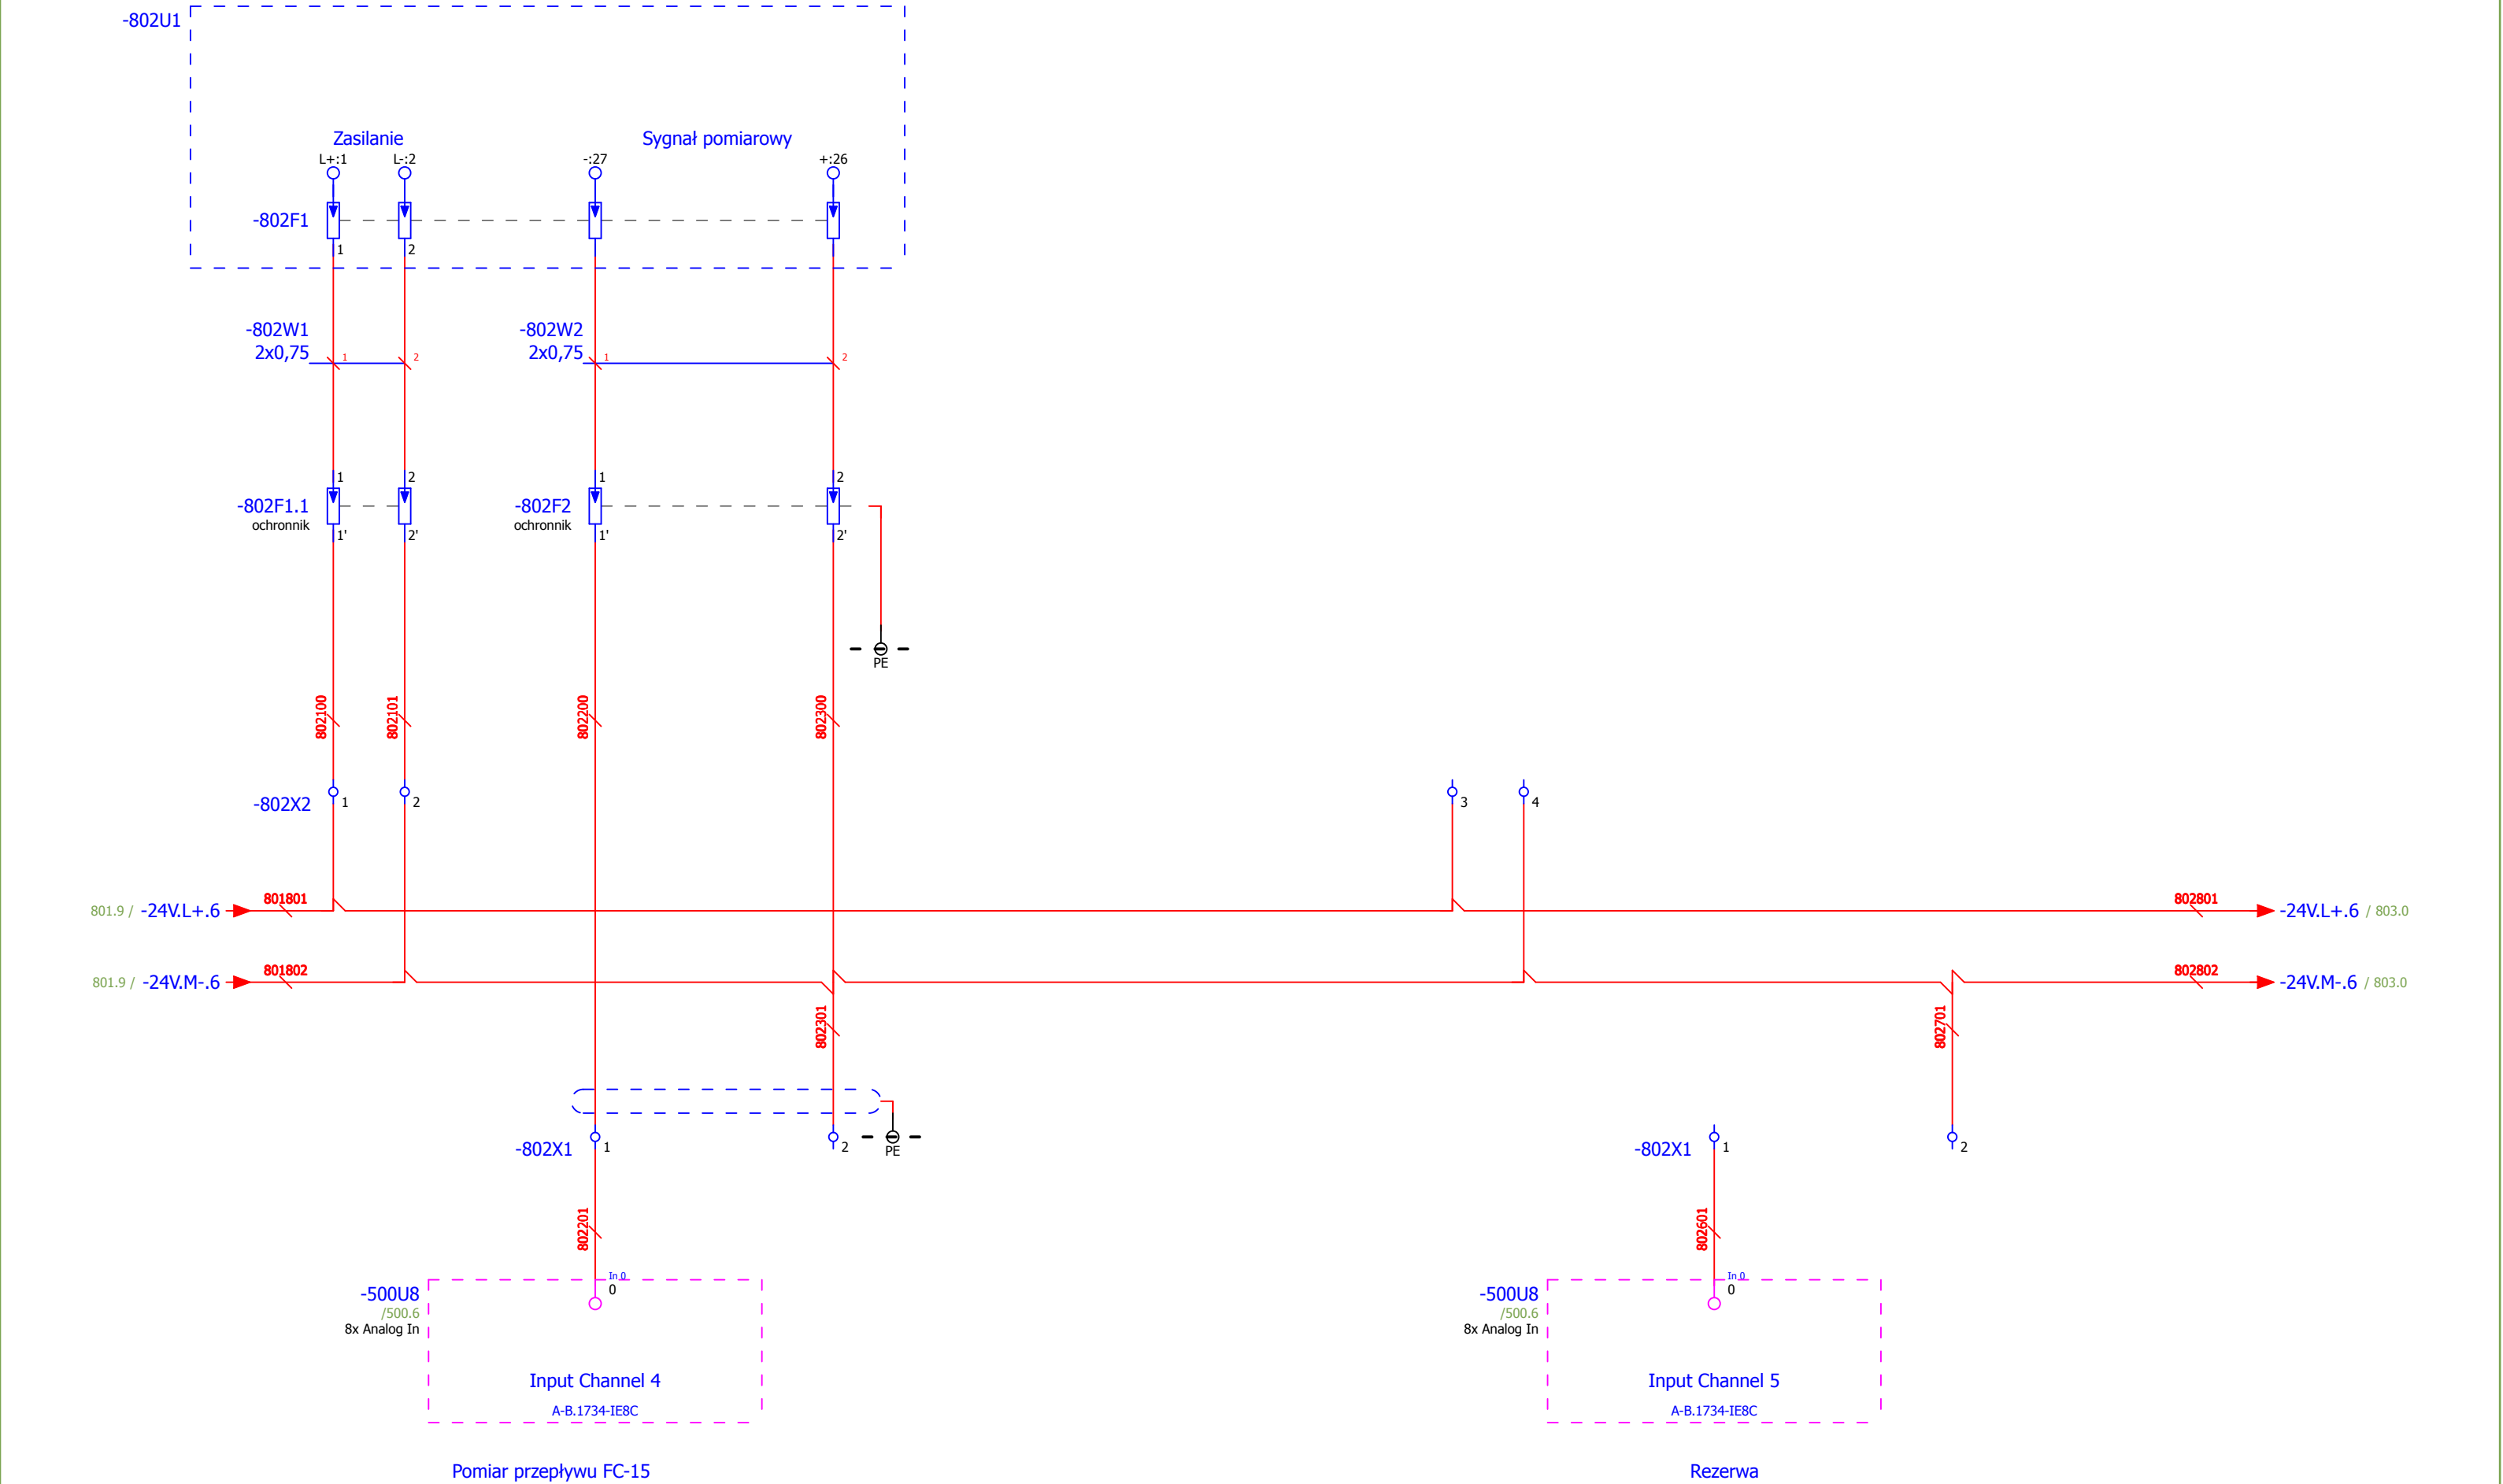 -802U1
Zasilanie
Sygnał pomiarowy
L+:1
L-:2
-:27
+:26
-802F1
1
2
-802W1
2x0,75
1
2
-802W2
2x0,75
1
2
1
2
1
2
-802F1.1
ochronnik
-802F2
ochronnik
1'
2'
1'
2'
PE
802100
802101
802200
802300
-802X2
1
2
3
4
801.9 / -24V.L+.6
801801
802801
-24V.L+.6 / 803.0
801.9 / -24V.M-.6
801802
802802
-24V.M-.6 / 803.0
802301
802701
-802X1
1
2
PE
-802X1
1
2
802201
802601
-500U8
/500.6
8x Analog In
In 0
0
Input Channel 4
A-B.1734-IE8C
-500U8
/500.6
8x Analog In
In 0
0
Input Channel 5
A-B.1734-IE8C
Pomiar przepływu FC-15
Rezerwa